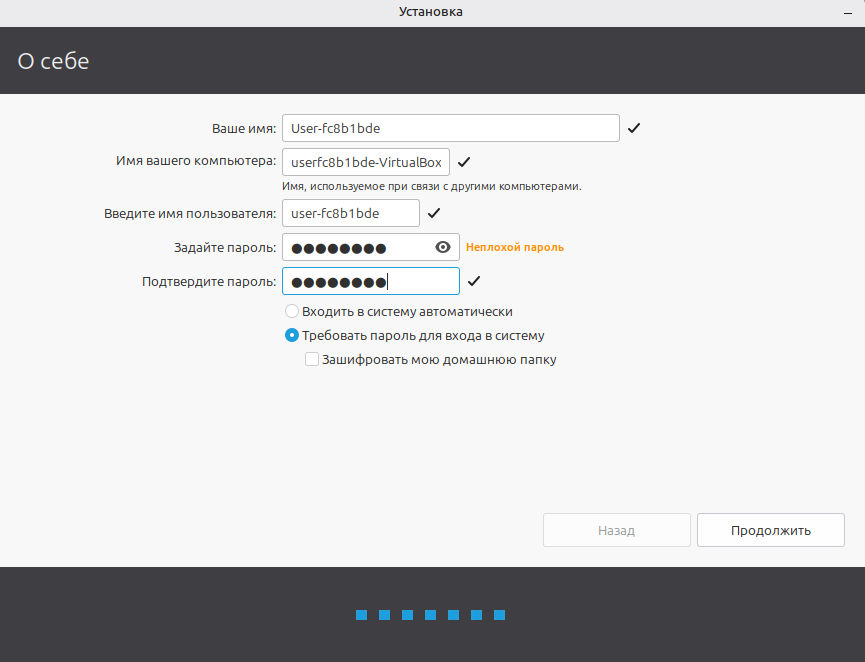 Установка
О себе
Ваше имя: User-fc8b1bde
Имя вашего компьютера: userfc8b1bde-VirtualBox
Имя, используемое при связи с другими компьютерами.
Введите имя пользователя: user-fc8b1bde
Задайте пароль: ●●●●●●●● Неплохой пароль
Подтвердите пароль: ●●●●●●●●
Входить в систему автоматически
Требовать пароль для входа в систему
Зашифровать мою домашнюю папку
Назад Продолжить